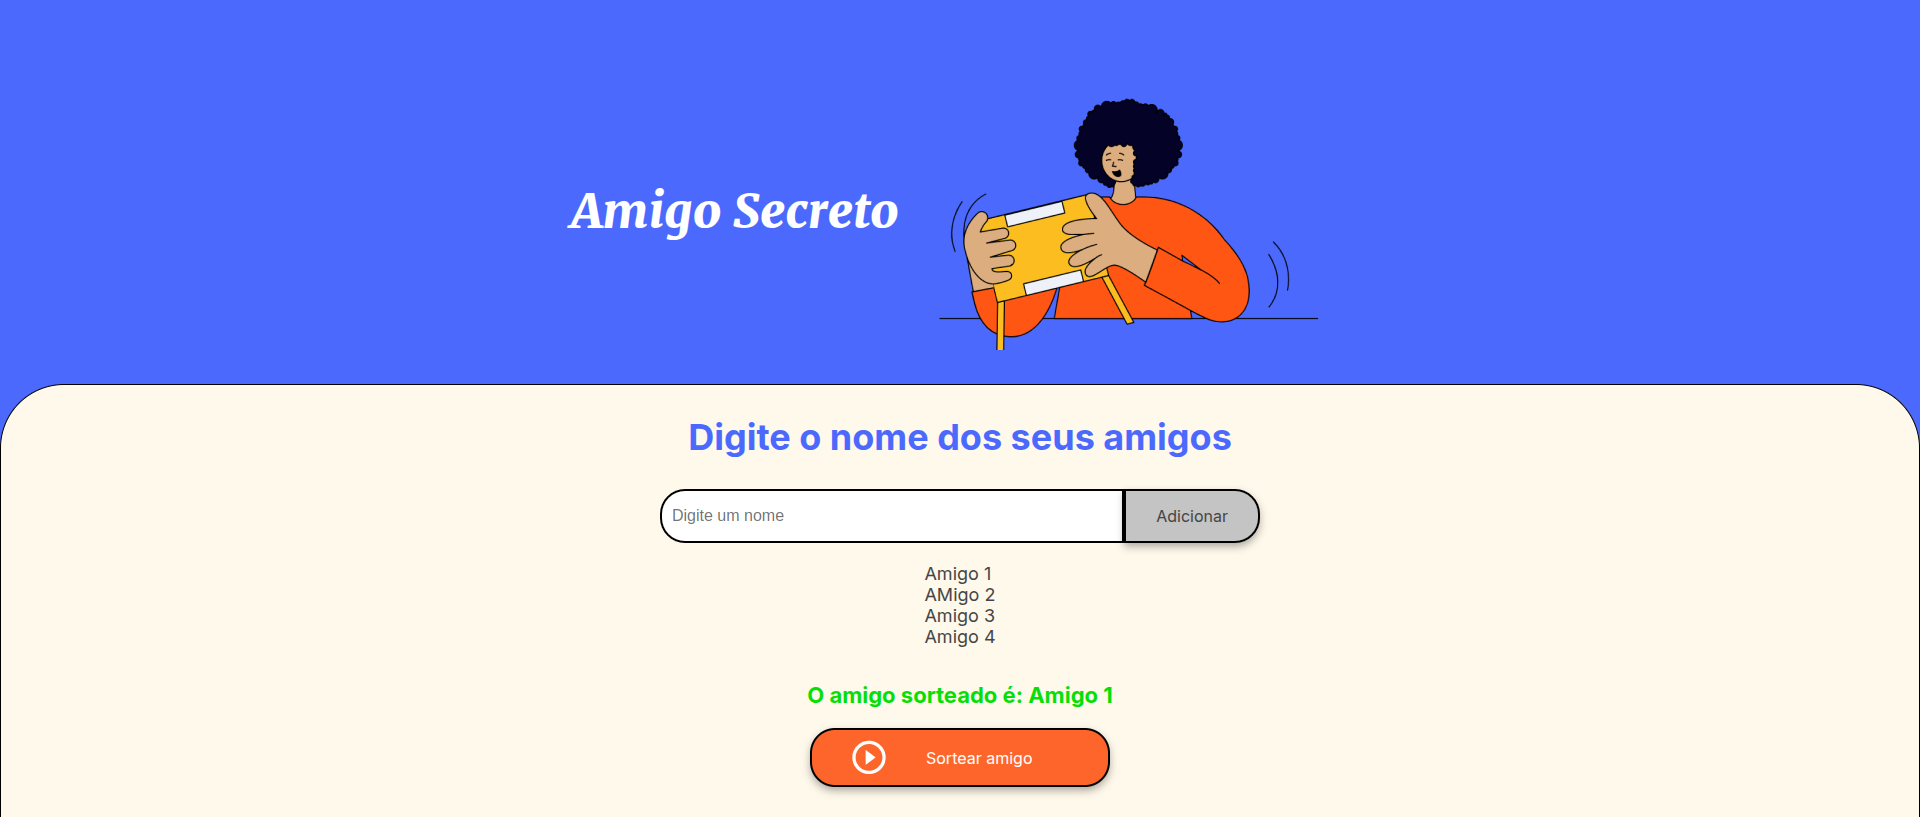 Amigo Secreto
Digite o nome dos seus amigos
Digite um nome
Adicionar
Amigo 1
AMigo 2
Amigo 3
Amigo 4
O amigo sorteado é: Amigo 1
Sortear amigo